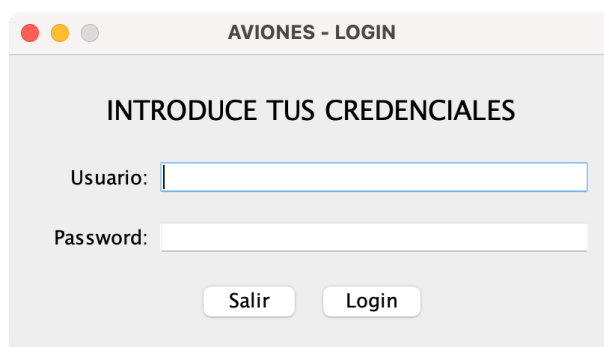 AVIONES - LOGIN
INTRODUCE TUS CREDENCIALES
Usuario:
Password:
Salir Login